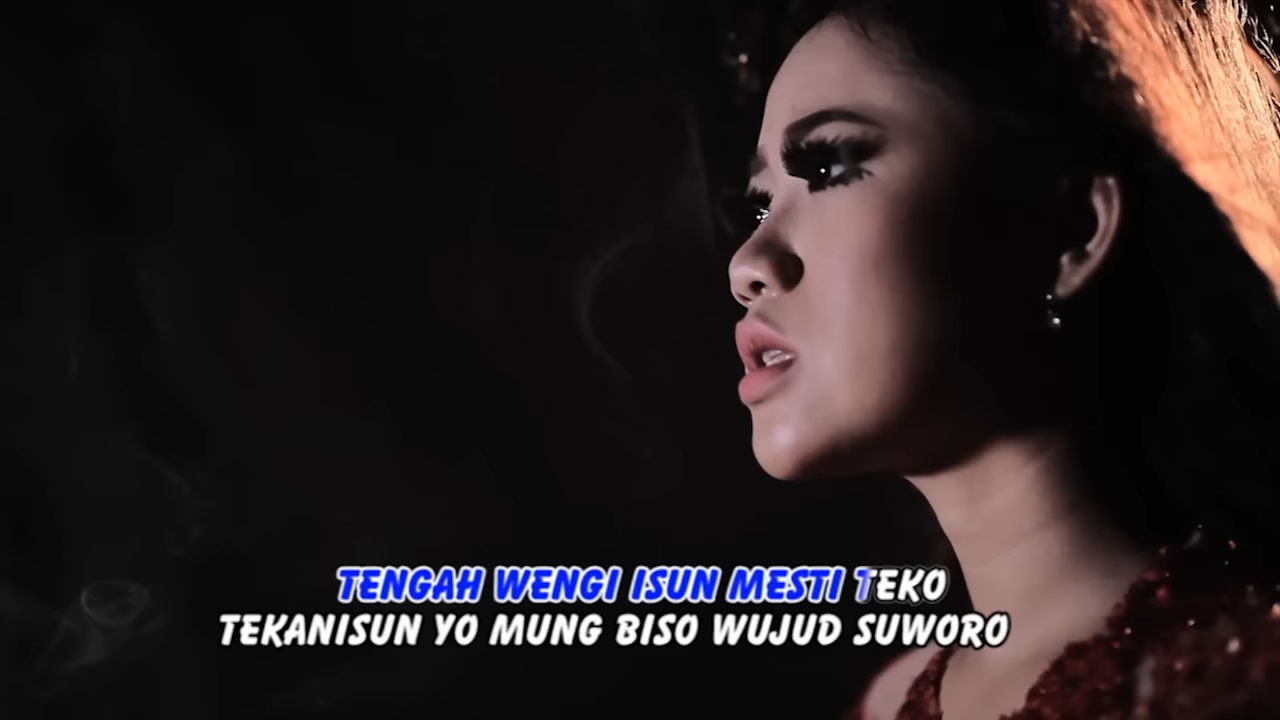 TENGAH WENGI ISUN MESTI TEKO
TEKANISUN YO MUNG BISO WUJUD SUWORO